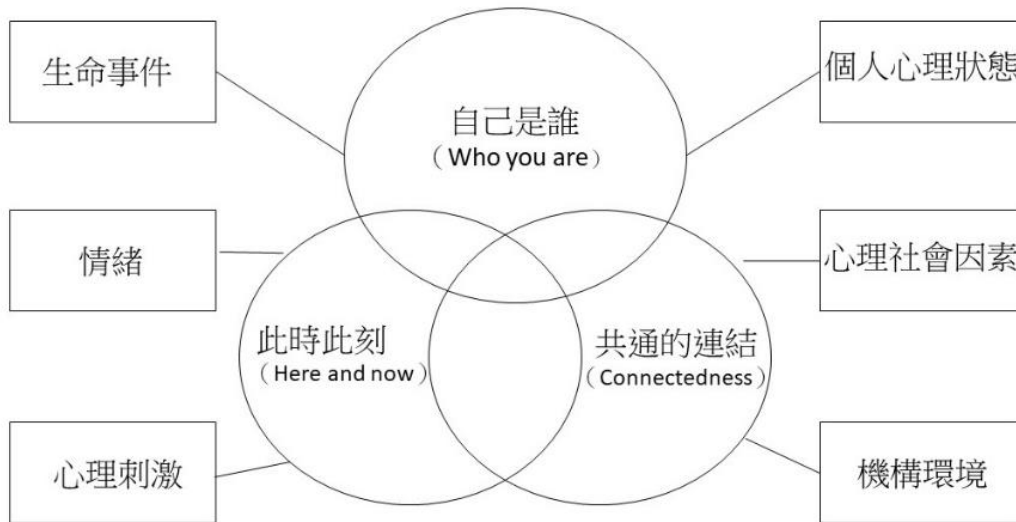 生命事件
個人心理狀態
自己是誰
（Who you are）
情緒
心理社會因素
此時此刻
（Here and now）
共通的連結
（Connectedness）
心理刺激
機構環境